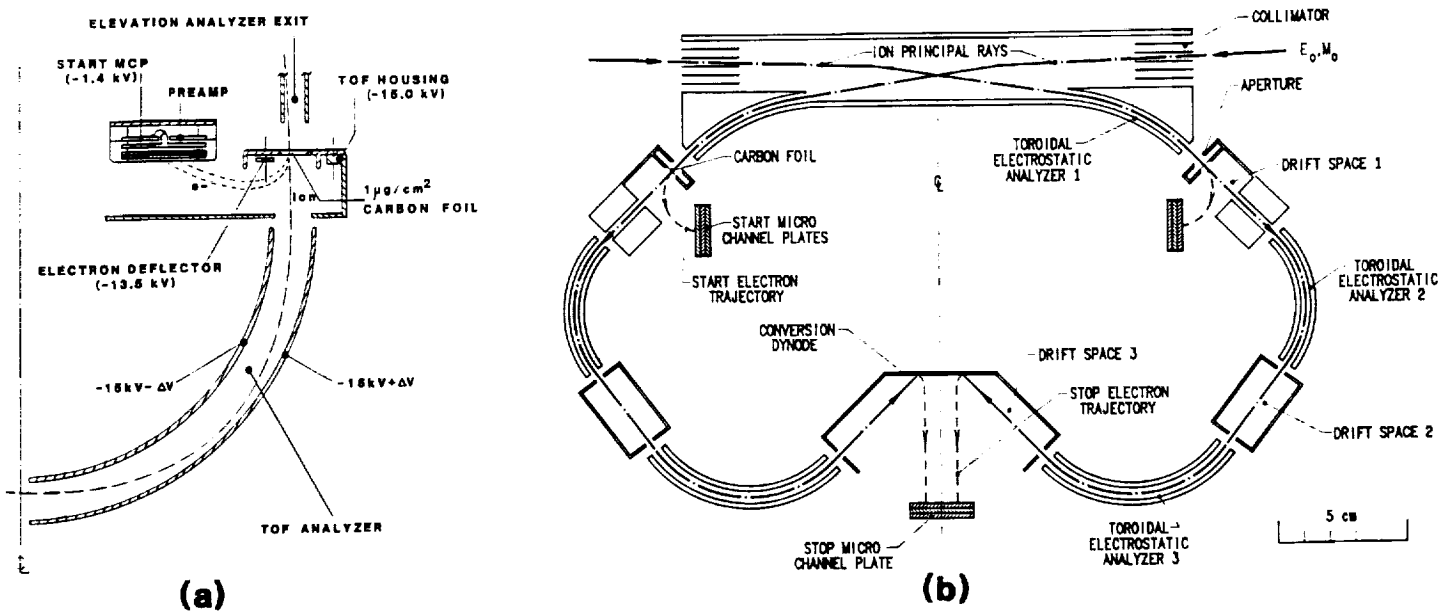 ELEVATION ANALYZER EXIT
START MCP
(-1.4 kV)
PREAMP
TOF HOUSING
(-15.0 kV)
e-
Ion
1μg/cm²
CARBON FOIL
ELECTRON DEFLECTOR
(-13.5 kV)
-15kV-ΔV
-15kV+ΔV
TOF ANALYZER
(a)
COLLIMATOR
ION PRINCIPAL RAYS
E₀,M₀
APERTURE
CARBON FOIL
TOROIDAL
ELECTROSTATIC
ANALYZER 1
DRIFT SPACE 1
START MICRO
CHANNEL PLATES
START ELECTRON
TRAJECTORY
TOROIDAL
ELECTROSTATIC
ANALYZER 2
CONVERSION
DYNODE
DRIFT SPACE 3
STOP ELECTRON
TRAJECTORY
DRIFT SPACE 2
STOP MICRO
CHANNEL PLATE
TOROIDAL
ELECTROSTATIC
ANALYZER 3
5 cm
(b)